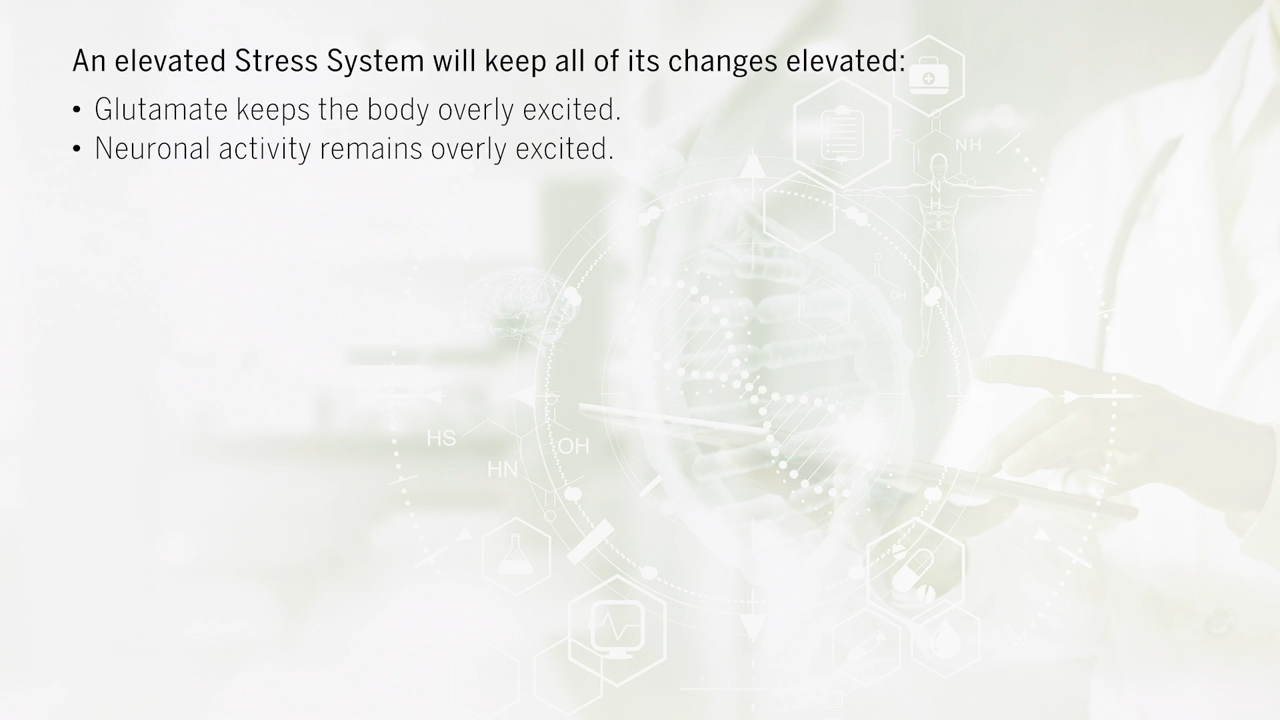 An elevated Stress System will keep all of its changes elevated:
• Glutamate keeps the body overly excited.
• Neuronal activity remains overly excited.
NH
N
H
OH
HS
OH
HN